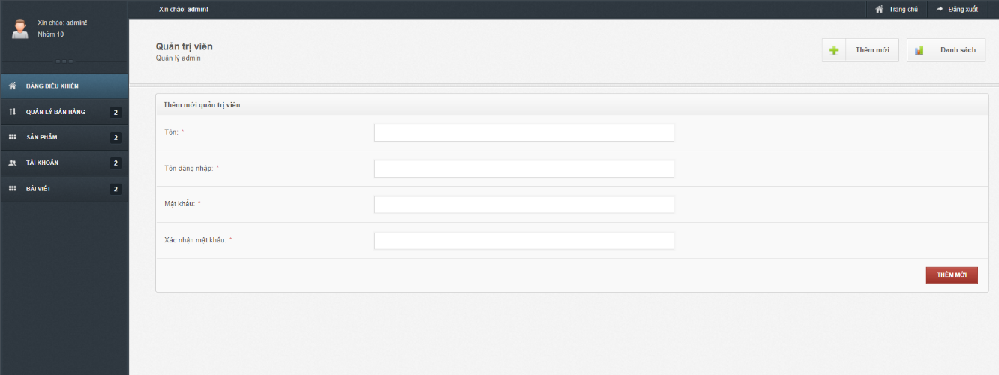 Xin chào: admin!
Nhóm 10
BẢNG ĐIỀU KHIỂN
QUẢN LÝ BÁN HÀNG 2
SẢN PHẨM 2
TÀI KHOẢN 2
BÀI VIẾT 2
Xin chào: admin!
Trang chủ
Đăng xuất
Quản trị viên
Quản lý admin
Thêm mới
Danh sách
Thêm mới quản trị viên
Tên: *
Tên đăng nhập: *
Mật khẩu: *
Xác nhận mật khẩu: *
THÊM MỚI